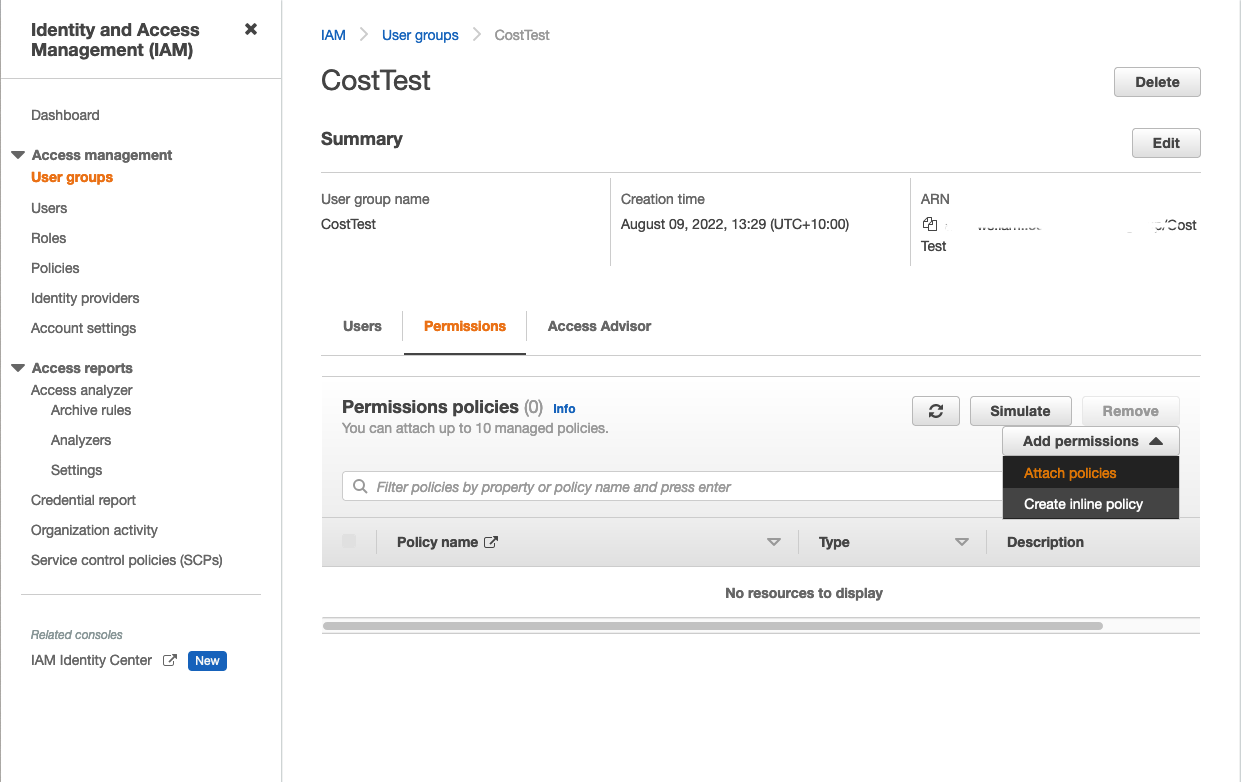 Identity and Access
Management (IAM)
Dashboard
Access management
User groups
Users
Roles
Policies
Identity providers
Account settings
Access reports
Access analyzer
Archive rules
Analyzers
Settings
Credential report
Organization activity
Service control policies (SCPs)
Related consoles
IAM Identity Center New
IAM > User groups > CostTest
CostTest
Delete
Summary
Edit
User group name
CostTest
Creation time
August 09, 2022, 13:29 (UTC+10:00)
ARN
/Cost
Test
Users Permissions Access Advisor
Permissions policies (0) Info
You can attach up to 10 managed policies.
Simulate Remove
Add permissions
Attach policies
Create inline policy
Filter policies by property or policy name and press enter
Policy name Type Description
No resources to display